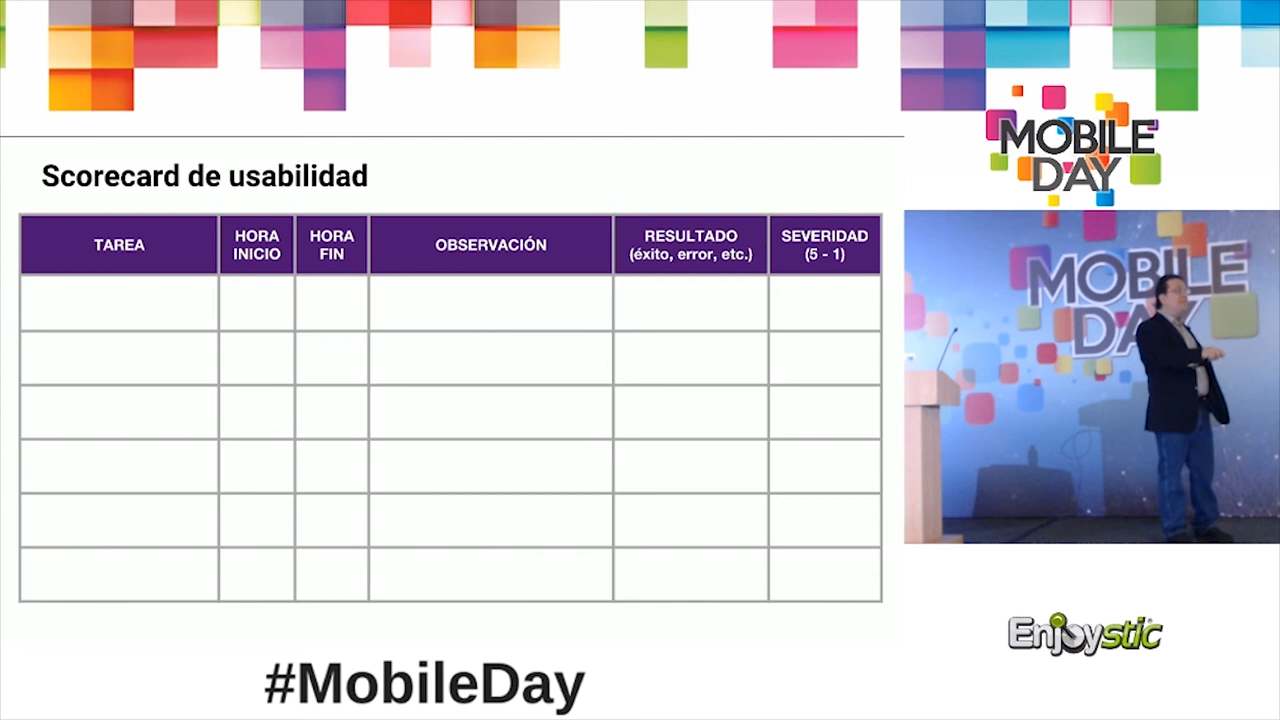 Scorecard de usabilidad
TAREA
HORA
INICIO
HORA
FIN
OBSERVACIÓN
RESULTADO
(éxito, error, etc.)
SEVERIDAD
(5 - 1)
#MobileDay
MOBILE
DAY
MOBILE
DAY
Enjoystic